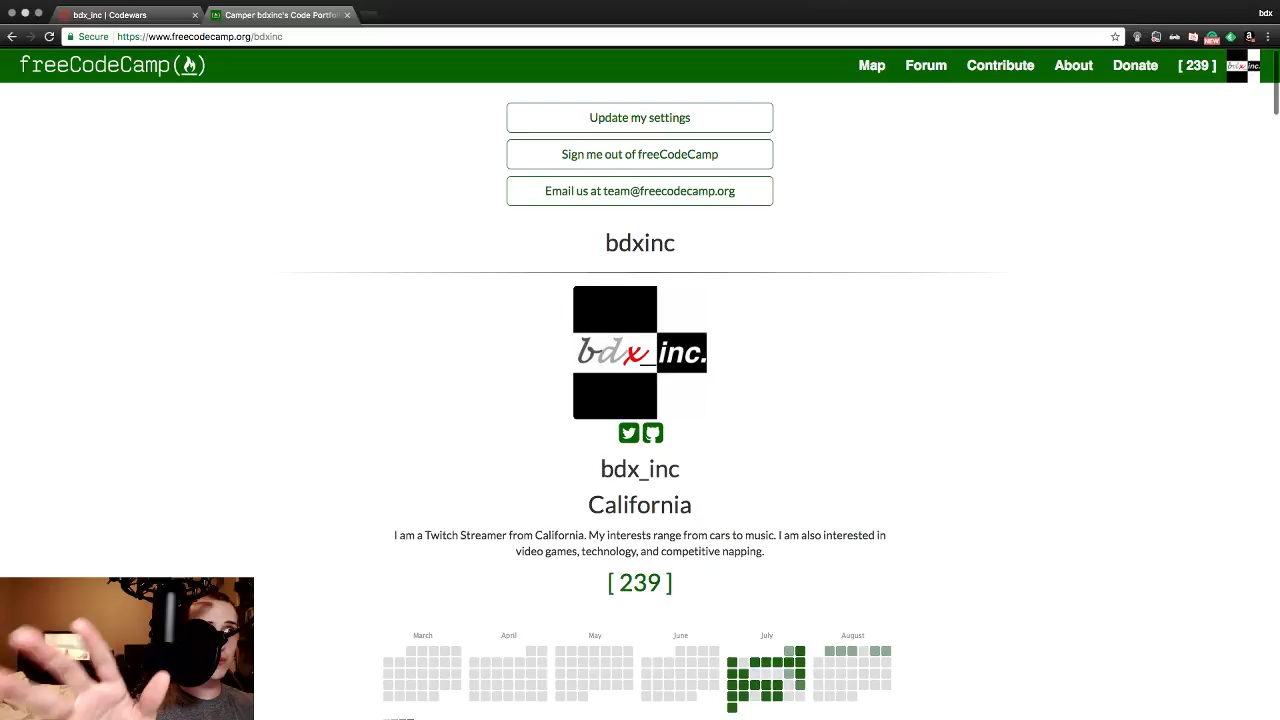 bdx_inc | Codewars
Camper bdxinc's Code Portfoli
bdx
Secure https://www.freecodecamp.org/bdxinc
NEW
freeCodeCamp
Map Forum Contribute About Donate [ 239 ]
bdx_inc.
Update my settings
Sign me out of freeCodeCamp
Email us at team@freecodecamp.org
bdxinc
bdx_inc.
bdx_inc
California
I am a Twitch Streamer from California. My interests range from cars to music. I am also interested in
video games, technology, and competitive napping.
[ 239 ]
March April May June July August